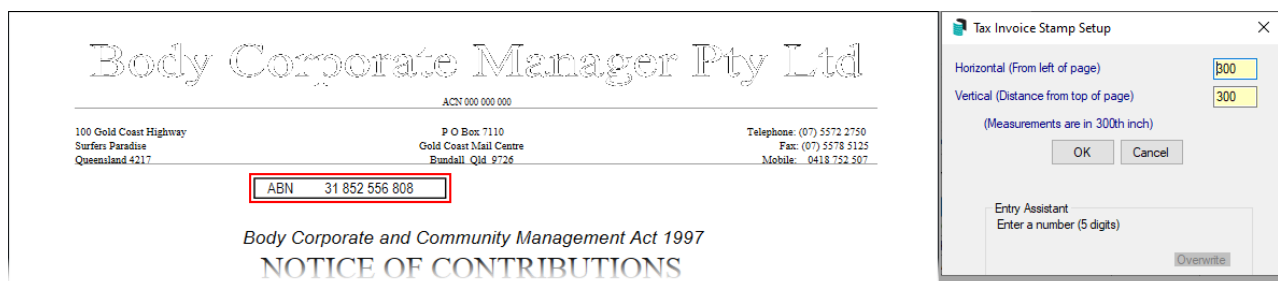 Body Corporate Manager Pty Ltd
ACN 000 000 000
100 Gold Coast Highway
Surfers Paradise
Queensland 4217
P O Box 7110
Gold Coast Mail Centre
Bundall Qld 9726
Telephone: (07) 5572 2750
Fax: (07) 5578 5125
Mobile: 0418 752 507
ABN 31 852 556 808
Body Corporate and Community Management Act 1997
NOTICE OF CONTRIBUTIONS
Tax Invoice Stamp Setup
Horizontal (From left of page) 300
Vertical (Distance from top of page) 300
(Measurements are in 300th inch)
OK Cancel
Entry Assistant
Enter a number (5 digits)
Overwrite